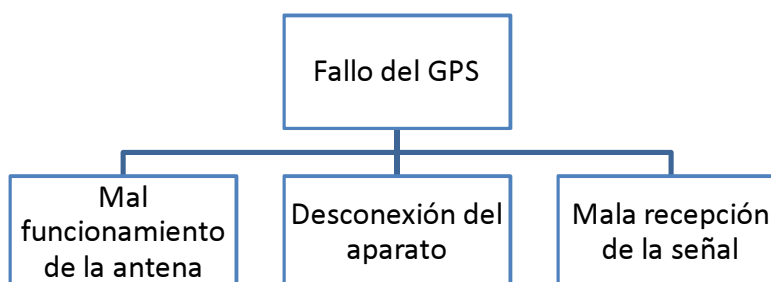 Fallo del GPS
Mal
funcionamiento
de la antena
Desconexión del
aparato
Mala recepción
de la señal